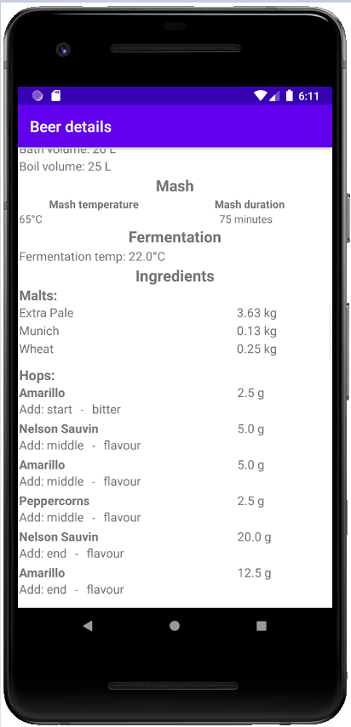 6:11
Beer details
Bath volume: 20 L
Boil volume: 25 L
Mash
Mash temperature Mash duration
65°C 75 minutes
Fermentation
Fermentation temp: 22.0°C
Ingredients
Malts:
Extra Pale 3.63 kg
Munich 0.13 kg
Wheat 0.25 kg
Hops:
Amarillo 2.5 g
Add: start - bitter
Nelson Sauvin 5.0 g
Add: middle - flavour
Amarillo 5.0 g
Add: middle - flavour
Peppercorns 2.5 g
Add: middle - flavour
Nelson Sauvin 20.0 g
Add: end - flavour
Amarillo 12.5 g
Add: end - flavour